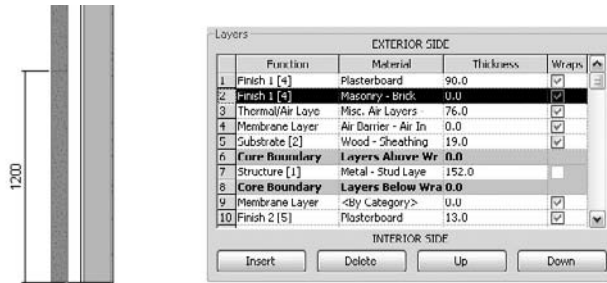 1200
Layers
EXTERIOR SIDE
Function Material Thickness Wraps
1 Finish 1 [4] Plasterboard 90.0
2 Finish 1 [4] Masonry - Brick 0.0
3 Thermal/Air Laye Misc. Air Layers - 76.0
4 Membrane Layer Air Barrier - Air In 0.0
5 Substrate [2] Wood - Sheathing 19.0
6 Core Boundary Layers Above Wr 0.0
7 Structure [1] Metal - Stud Laye 152.0
8 Core Boundary Layers Below Wra 0.0
9 Membrane Layer <By Category> 0.0
10 Finish 2 [5] Plasterboard 13.0
INTERIOR SIDE
Insert Delete Up Down